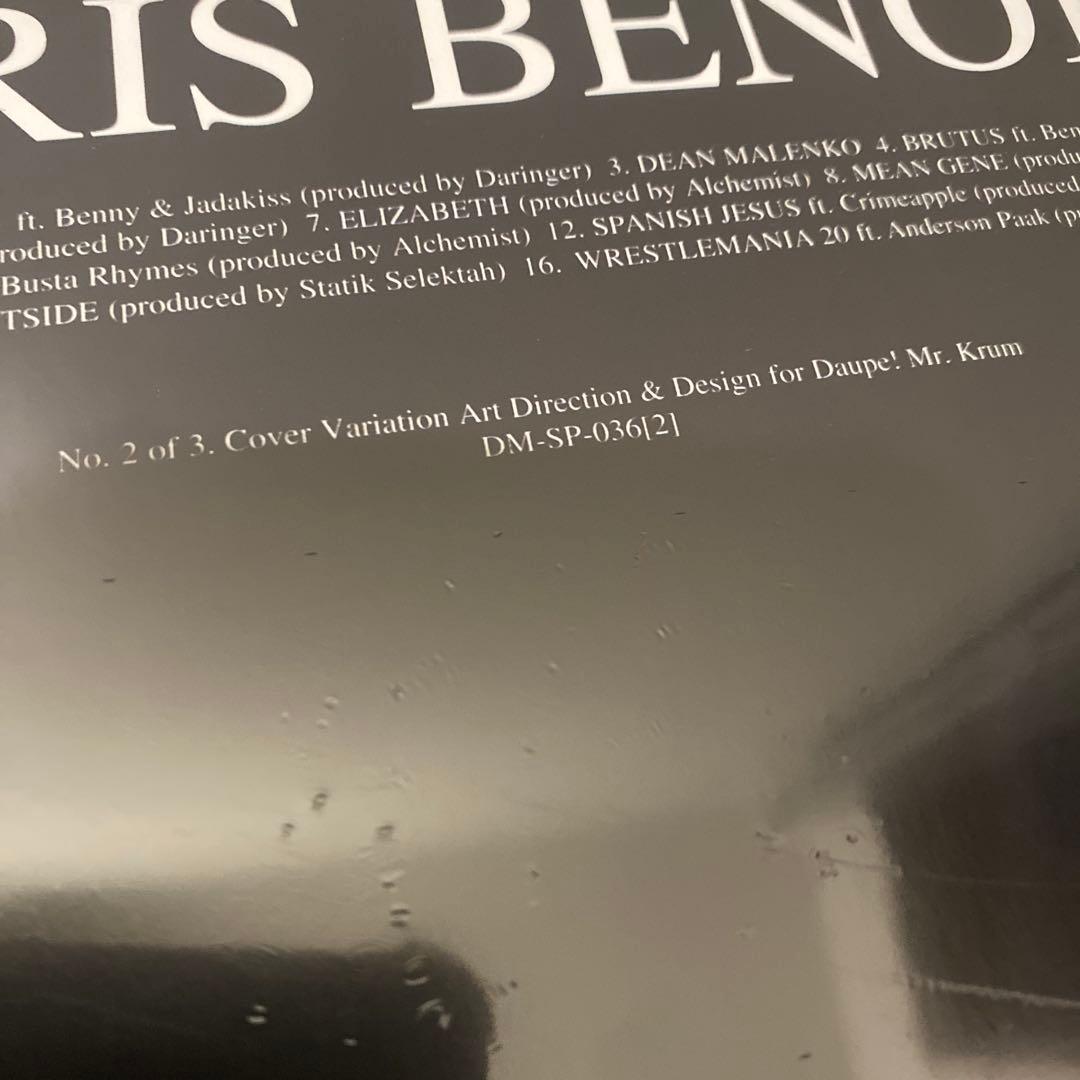 RIS BENOI
ft. Benny & Jadakiss (produced by Daringer) 3. DEAN MALENKO 4. BRUTUS ft. Ben
roduced by Daringer) 7. ELIZABETH (produced by Alchemist) 8. MEAN GENE (produ
Busta Rhymes (produced by Alchemist) 12. SPANISH JESUS ft. Crimeapple (produced
TSIDE (produced by Statik Selektah) 16. WRESTLEMANIA 20 ft. Anderson Paak (pr
No. 2 of 3. Cover Variation Art Direction & Design for Daupe! Mr. Krum
DM-SP-036[2]